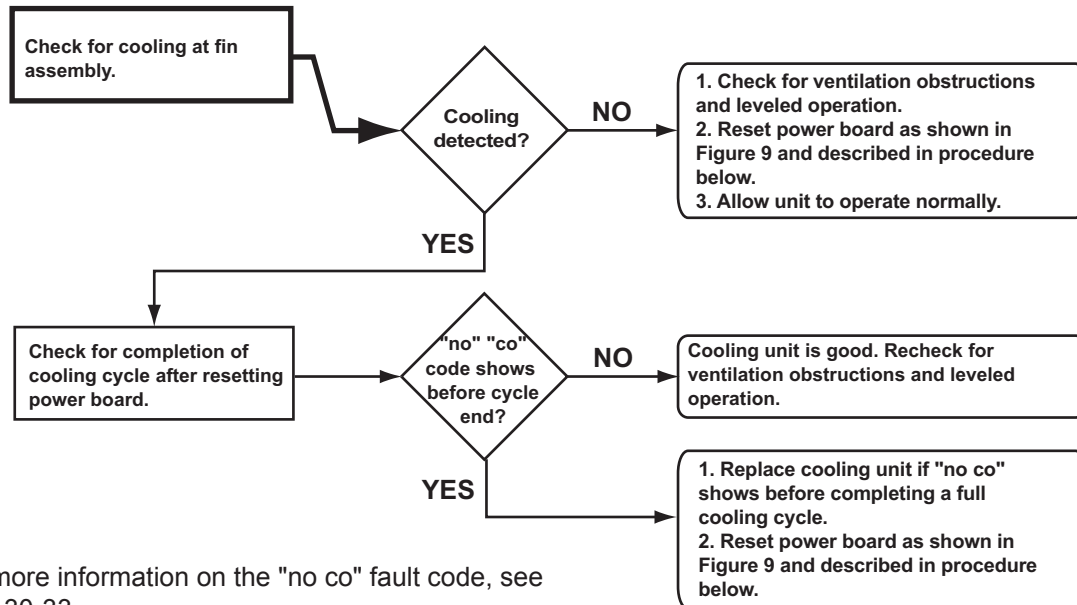 Check for cooling at fin
assembly.
Cooling
detected?
NO
1. Check for ventilation obstructions
and leveled operation.
2. Reset power board as shown in
Figure 9 and described in procedure
below.
3. Allow unit to operate normally.
YES
Check for completion of
cooling cycle after resetting
power board.
"no" "co"
code shows
before cycle
end?
NO
Cooling unit is good. Recheck for
ventilation obstructions and leveled
operation.
YES
1. Replace cooling unit if "no co"
shows before completing a full
cooling cycle.
2. Reset power board as shown in
Figure 9 and described in procedure
below.
more information on the "no co" fault code, see